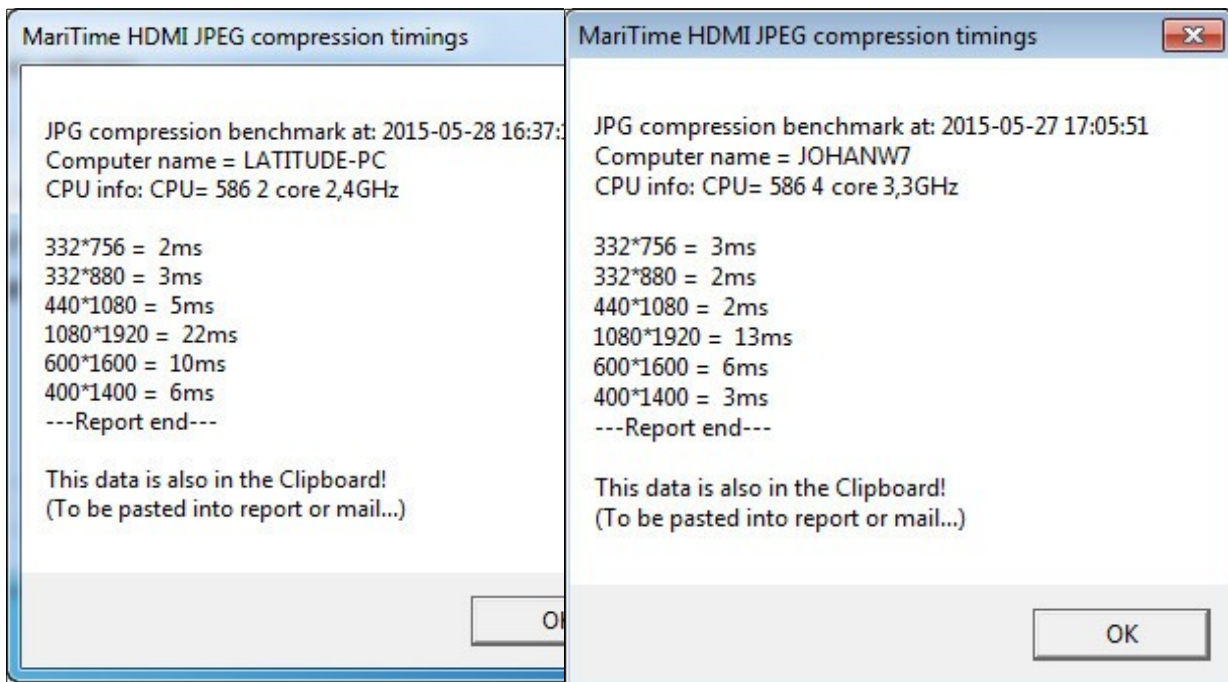 MariTime HDMI JPEG compression timings
JPG compression benchmark at: 2015-05-28 16:37:
Computer name = LATITUDE-PC
CPU info: CPU= 586 2 core 2,4GHz
332*756 =  2ms
332*880 =  3ms
440*1080 =  5ms
1080*1920 =  22ms
600*1600 =  10ms
400*1400 =  6ms
---Report end---
This data is also in the Clipboard!
(To be pasted into report or mail...)
MariTime HDMI JPEG compression timings
JPG compression benchmark at: 2015-05-27 17:05:51
Computer name = JOHANW7
CPU info: CPU= 586 4 core 3,3GHz
332*756 =  3ms
332*880 =  2ms
440*1080 =  2ms
1080*1920 =  13ms
600*1600 =  6ms
400*1400 =  3ms
---Report end---
This data is also in the Clipboard!
(To be pasted into report or mail...)
OK